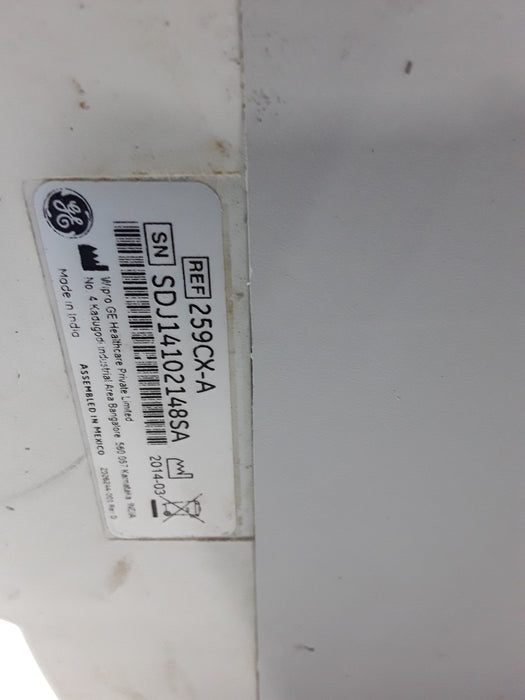 REF 259CX-A
SN SDJ14102148SA
2014-03
GE
Wipro GE Healthcare Private Limited
No. 4 Kadugodi Industrial Area Bangalore 560 067 Karnataka INDIA
Made in India
ASSEMBLED IN MEXICO